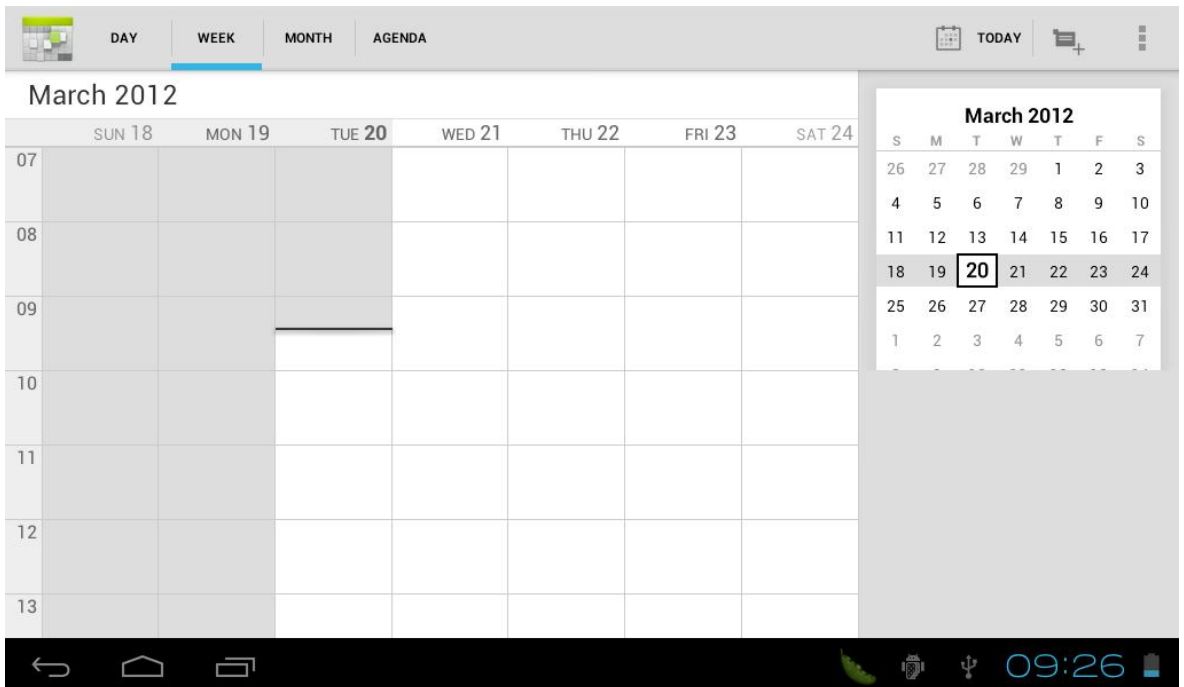 DAY WEEK MONTH AGENDA TODAY
March 2012
SUN 18 MON 19 TUE 20 WED 21 THU 22 FRI 23 SAT 24
07
08
09
10
11
12
13
March 2012
S M T W T F S
26 27 28 29 1 2 3
4 5 6 7 8 9 10
11 12 13 14 15 16 17
18 19 20 21 22 23 24
25 26 27 28 29 30 31
1 2 3 4 5 6 7
09:26